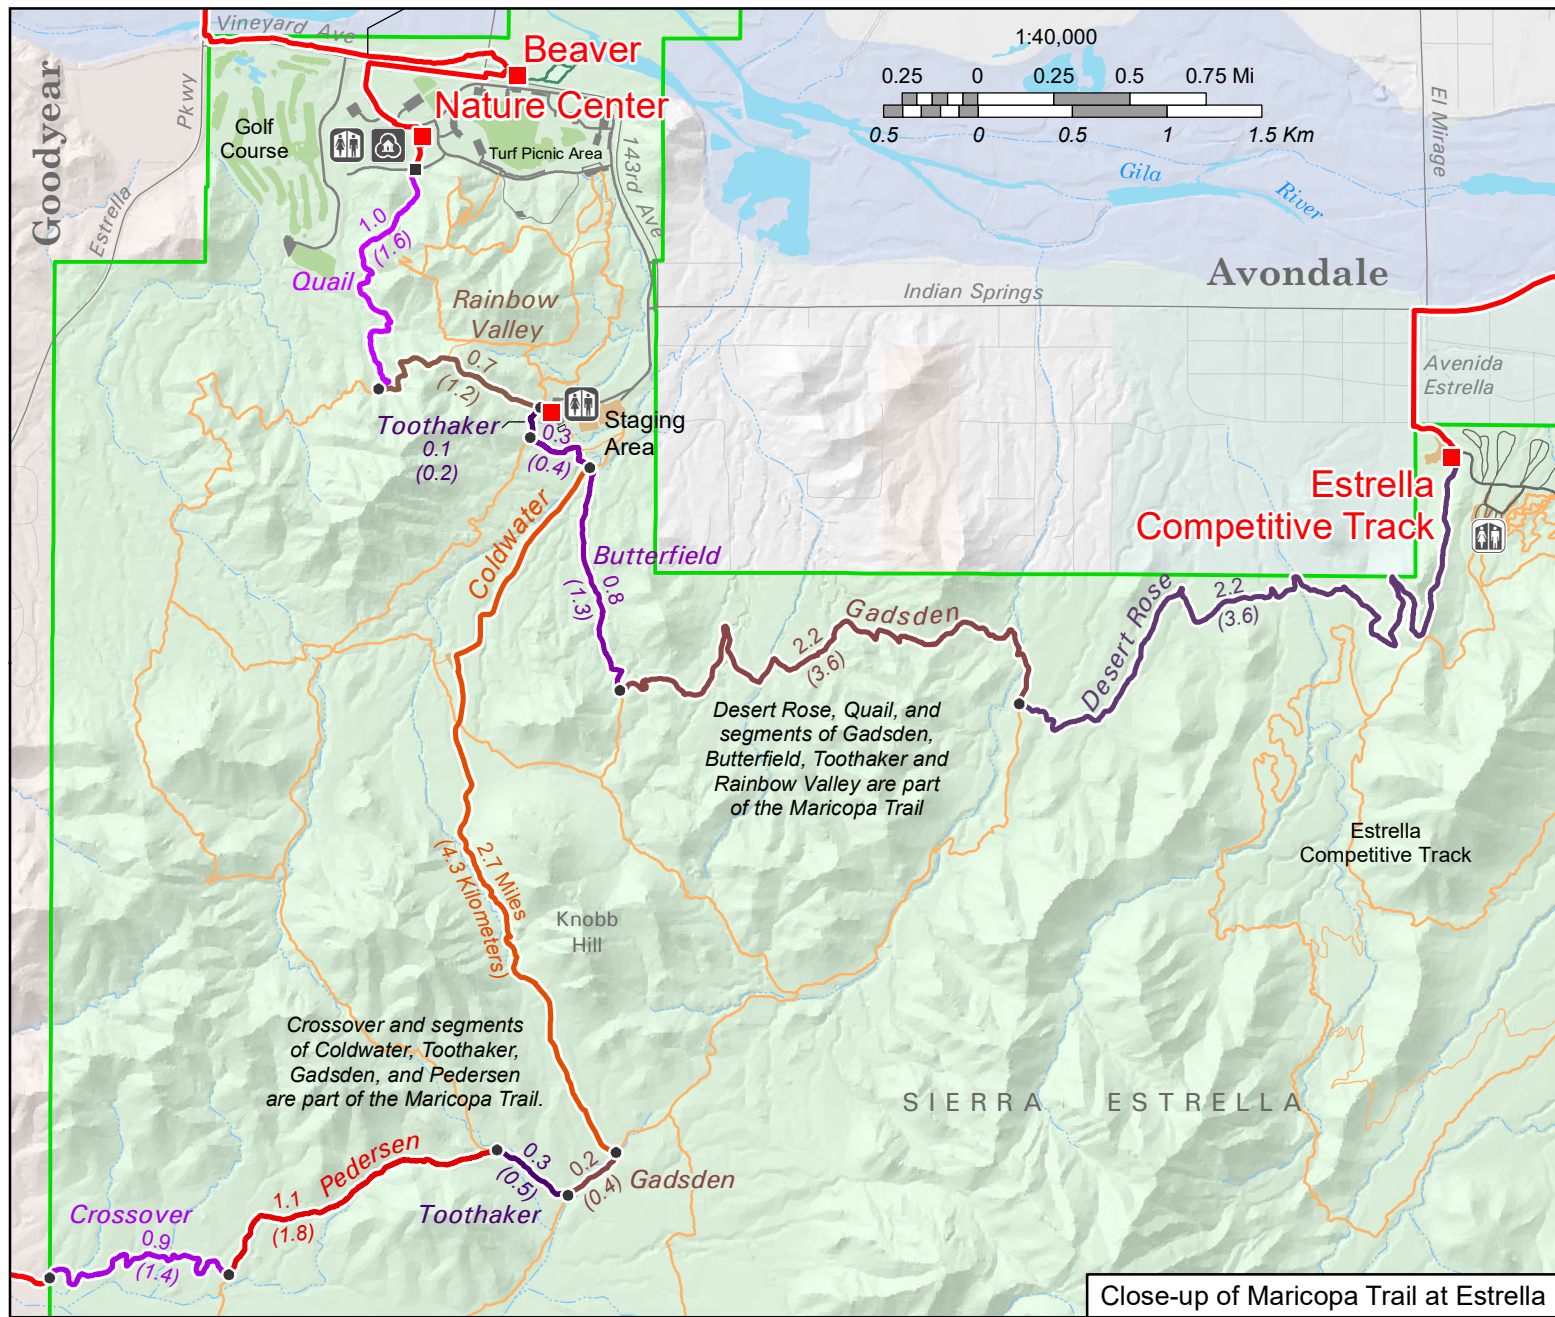 Vineyard Ave
Beaver
1:40,000
0.25 0 0.25 0.5 0.75 Mi
0.5 0 0.5 1 1.5 Km
Nature Center
Goodyear
Pkwy
Estrella
Golf
Course
Turf Picnic Area
143rd Ave
El Mirage
Gila
River
1.0
(1.6)
Quail
Rainbow
Valley
Indian Springs
Avondale
Avenida
Estrella
0.7
(1.2)
Toothaker
0.1
(0.2)
0.3
(0.4)
Staging
Area
Estrella
Competitive Track
Coldwater
Butterfield
0.8
(1.3)
Gadsden
2.2
(3.6)
Desert Rose
2.2
(3.6)
Desert Rose, Quail, and
segments of Gadsden,
Butterfield, Toothaker and
Rainbow Valley are part
of the Maricopa Trail
Estrella
Competitive Track
2.7 Miles
(4.3 Kilometers)
Knobb
Hill
Crossover and segments
of Coldwater, Toothaker,
Gadsden, and Pedersen
are part of the Maricopa Trail.
SIERRA ESTRELLA
Pedersen
1.1
(1.8)
0.3
(0.5)
Toothaker
0.2
(0.4)
Gadsden
Crossover
0.9
(1.4)
Close-up of Maricopa Trail at Estrella